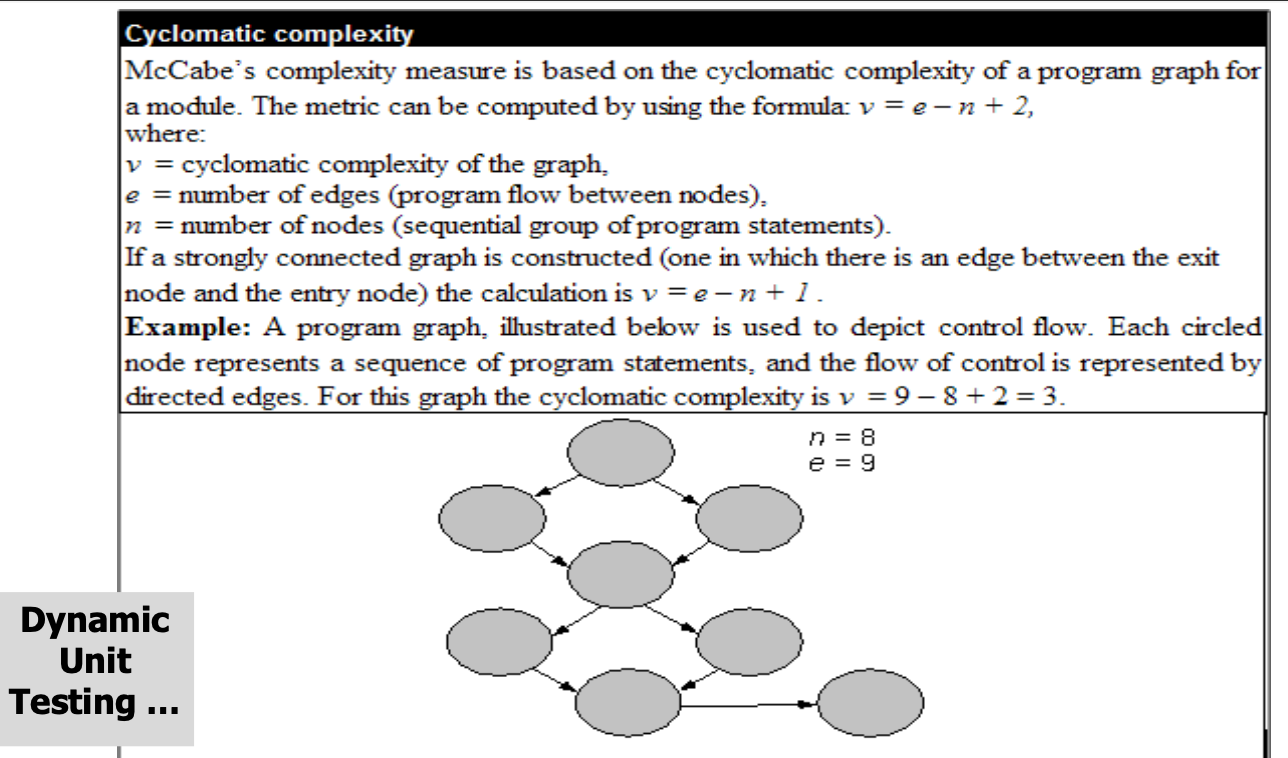 Cyclomatic complexity
McCabe's complexity measure is based on the cyclomatic complexity of a program graph for
a module. The metric can be computed by using the formula: v = e – n + 2,
where:
v = cyclomatic complexity of the graph,
e = number of edges (program flow between nodes),
n = number of nodes (sequential group of program statements).
If a strongly connected graph is constructed (one in which there is an edge between the exit
node and the entry node) the calculation is v = e – n + 1 .
Example: A program graph, illustrated below is used to depict control flow. Each circled
node represents a sequence of program statements, and the flow of control is represented by
directed edges. For this graph the cyclomatic complexity is v = 9 – 8 + 2 = 3.
n = 8
e = 9
Dynamic
Unit
Testing ...